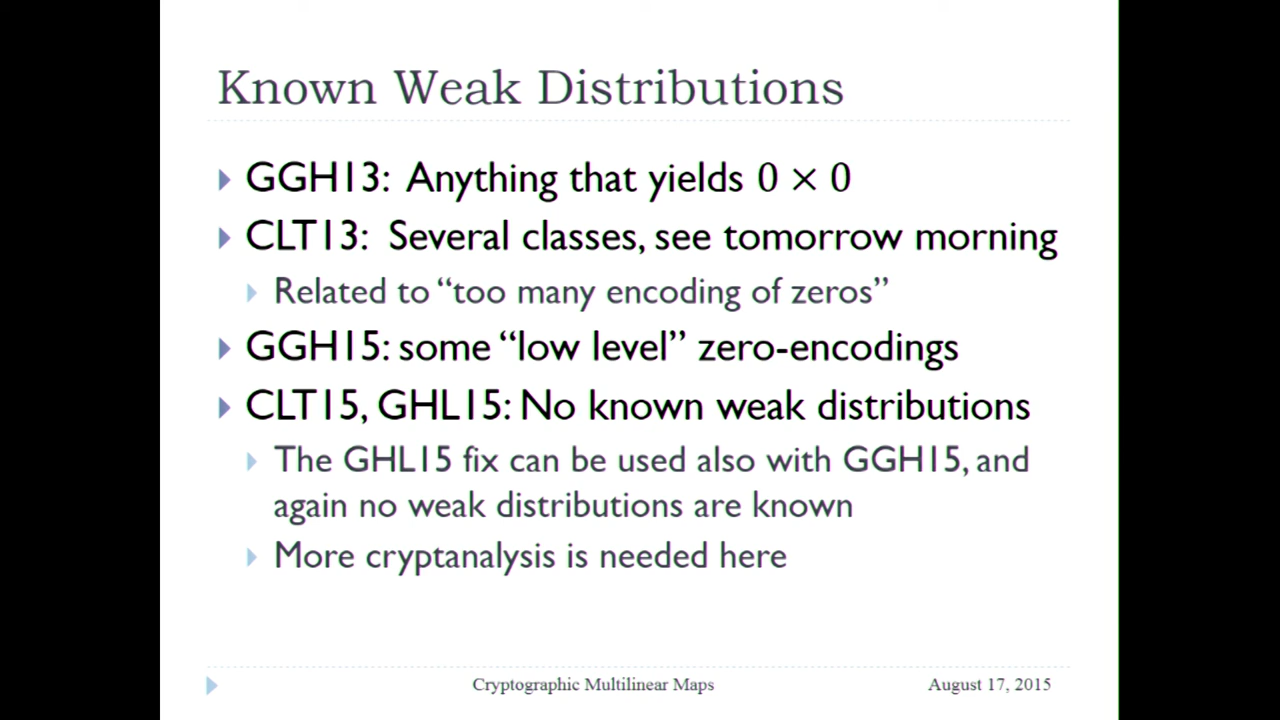 Known Weak Distributions
GGH13: Anything that yields 0 × 0
CLT13: Several classes, see tomorrow morning
Related to “too many encoding of zeros”
GGH15: some “low level” zero-encodings
CLT15, GHL15: No known weak distributions
The GHL15 fix can be used also with GGH15, and
again no weak distributions are known
More cryptanalysis is needed here
Cryptographic Multilinear Maps
August 17, 2015